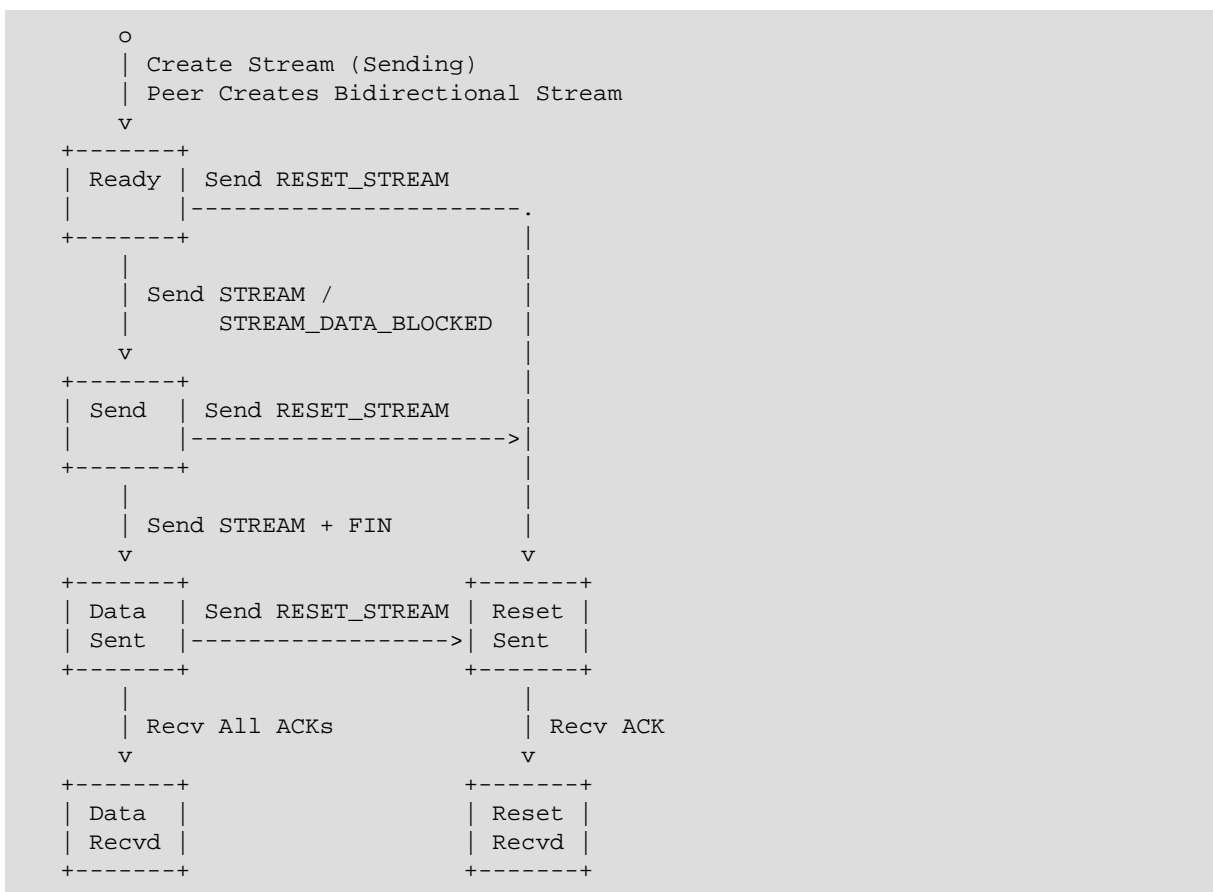 o
| Create Stream (Sending)
| Peer Creates Bidirectional Stream
v
+-------+
| Ready | Send RESET_STREAM
|       |-----------------------.
+-------+                       |
|                       |
| Send STREAM /         |
|      STREAM_DATA_BLOCKED  |
v                       |
+-------+                       |
| Send  | Send RESET_STREAM     |
|       |---------------------->|
+-------+                       |
|                       |
| Send STREAM + FIN     |
v                       v
+-------+                   +-------+
| Data  | Send RESET_STREAM | Reset |
| Sent  |------------------>| Sent  |
+-------+                   +-------+
|                       |
| Recv All ACKs         | Recv ACK
v                       v
+-------+                   +-------+
| Data  |                   | Reset |
| Recvd |                   | Recvd |
+-------+                   +-------+